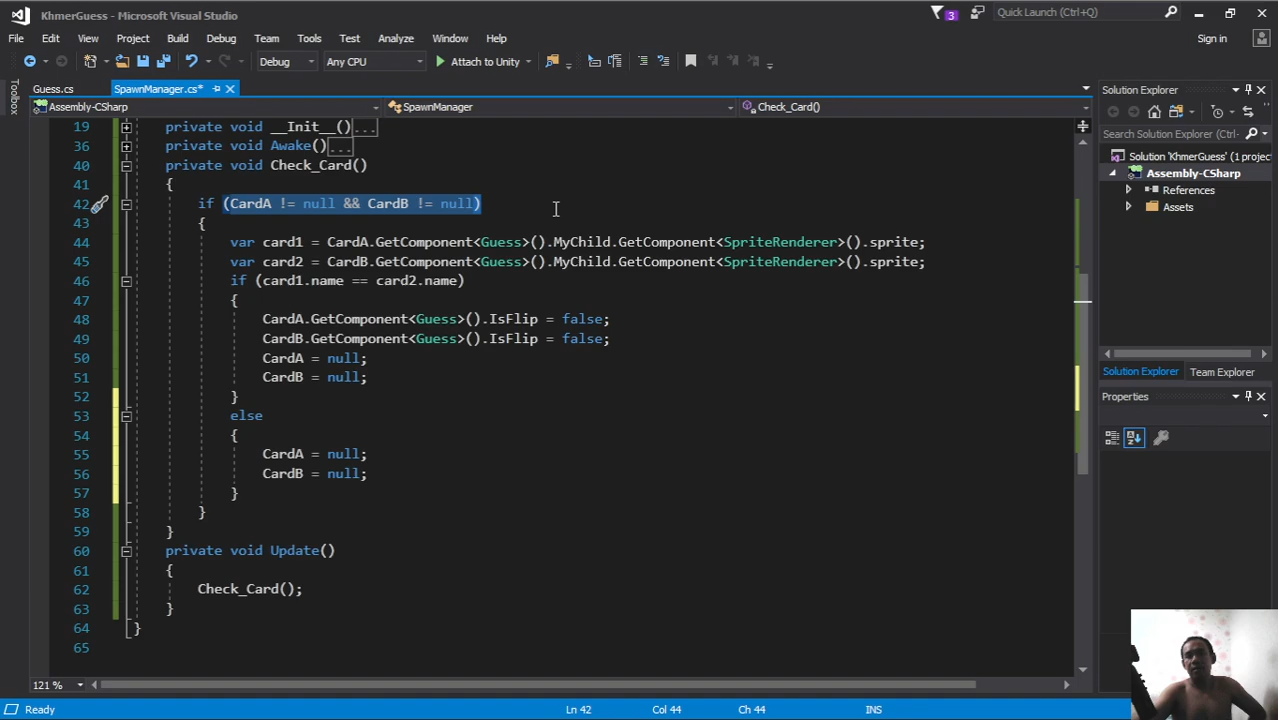 KhmerGuess - Microsoft Visual Studio
3
Quick Launch (Ctrl+Q)
File Edit View Project Build Debug Team Tools Test Analyze Window Help
Sign in
Debug Any CPU Attach to Unity
Toolbox
Guess.cs SpawnManager.cs*
Assembly-CSharp SpawnManager Check_Card()
19 private void __Init__()...
36 private void Awake()...
40 private void Check_Card()
41 {
42 if (CardA != null && CardB != null)
43 {
44 var card1 = CardA.GetComponent<Guess>().MyChild.GetComponent<SpriteRenderer>().sprite;
45 var card2 = CardB.GetComponent<Guess>().MyChild.GetComponent<SpriteRenderer>().sprite;
46 if (card1.name == card2.name)
47 {
48 CardA.GetComponent<Guess>().IsFlip = false;
49 CardB.GetComponent<Guess>().IsFlip = false;
50 CardA = null;
51 CardB = null;
52 }
53 else
54 {
55 CardA = null;
56 CardB = null;
57 }
58 }
59 }
60 private void Update()
61 {
62 Check_Card();
63 }
64 }
65
121 %
Solution Explorer
Search Solution Explorer (
Solution 'KhmerGuess' (1 projec
Assembly-CSharp
References
Assets
Solution Explorer Team Explorer
Properties
Ready Ln 42 Col 44 Ch 44 INS